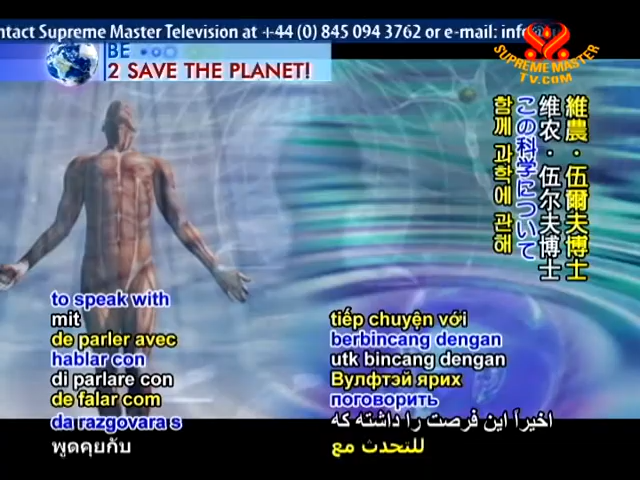 ntact Supreme Master Television at +44 (0) 845 094 3762 or e-mail: info@
BE
2 SAVE THE PLANET!
SUPREME MASTER
TV.COM
維農・伍爾夫博士
维农・伍尔夫博士
この科学について
함께 과학에 관해
to speak with
mit
de parler avec
hablar con
di parlare con
de falar com
da razgovara s
พูดคุยกับ
tiếp chuyện với
berbincang dengan
utk bincang dengan
Вулфтэй ярих
поговорить
اخیراً این فرصت را داشته که
للتحدث مع